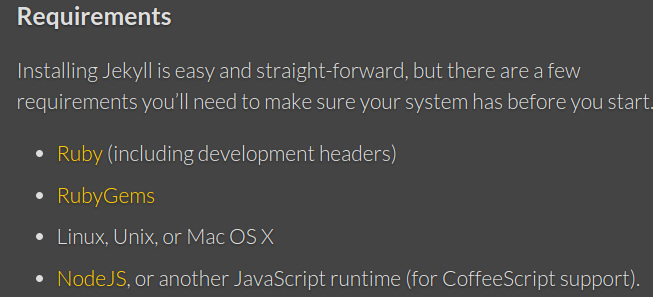 Requirements
Installing Jekyll is easy and straight-forward, but there are a few
requirements you'll need to make sure your system has before you start.
• Ruby (including development headers)
• RubyGems
• Linux, Unix, or Mac OS X
• NodeJS, or another JavaScript runtime (for CoffeeScript support).